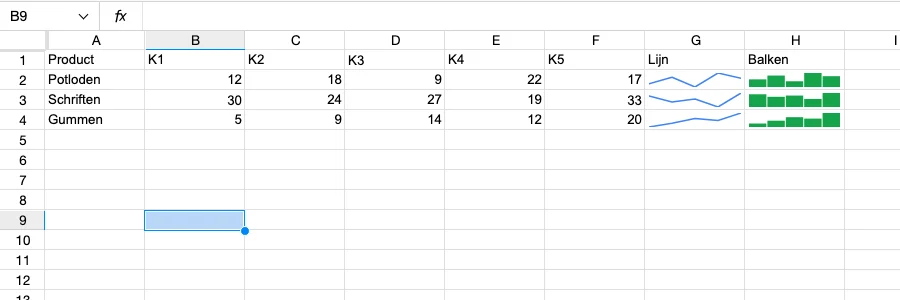 B9 fx
A B C D E F G H I
1 Product K1 K2 K3 K4 K5 Lijn Balken
2 Potloden 12 18 9 22 17
3 Schriften 30 24 27 19 33
4 Gummen 5 9 14 12 20
5
6
7
8
9
10
11
12
13